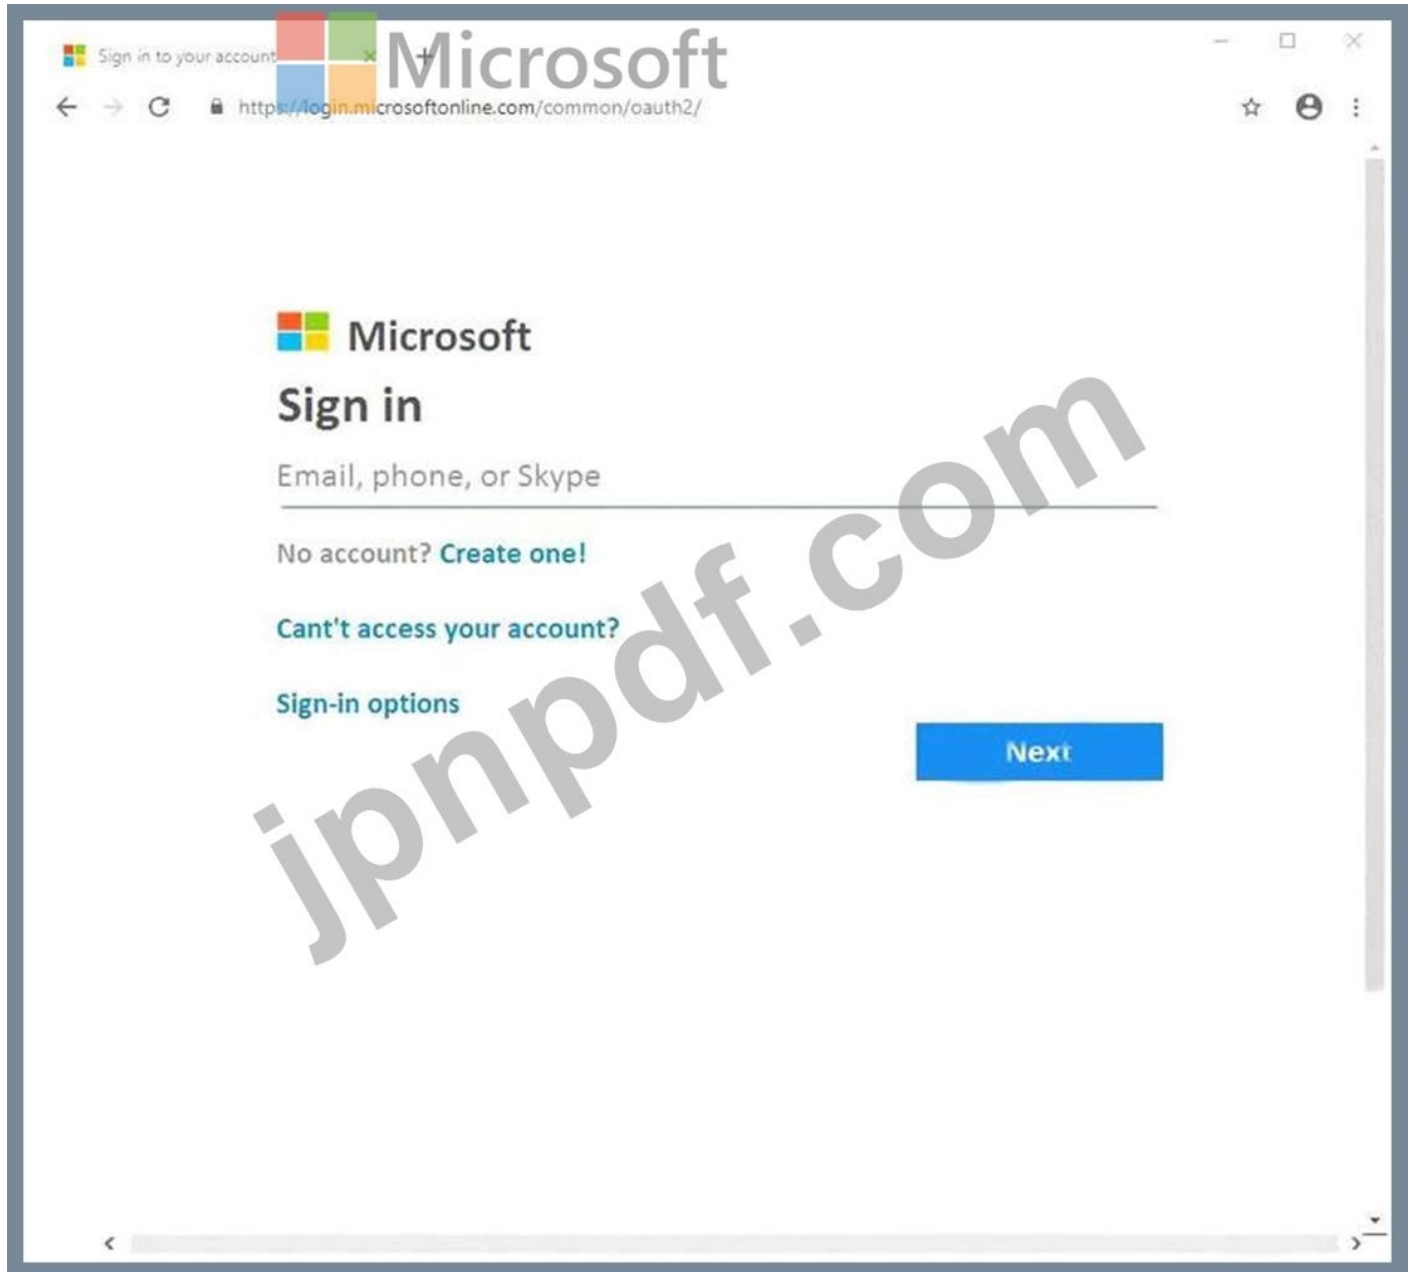 Sign in to your account
Microsoft
https://login.microsoftonline.com/common/oauth2/
Microsoft
Sign in
Email, phone, or Skype
No account? Create one!
Cant't access your account?
Sign-in options
Next
jpnpdf.com